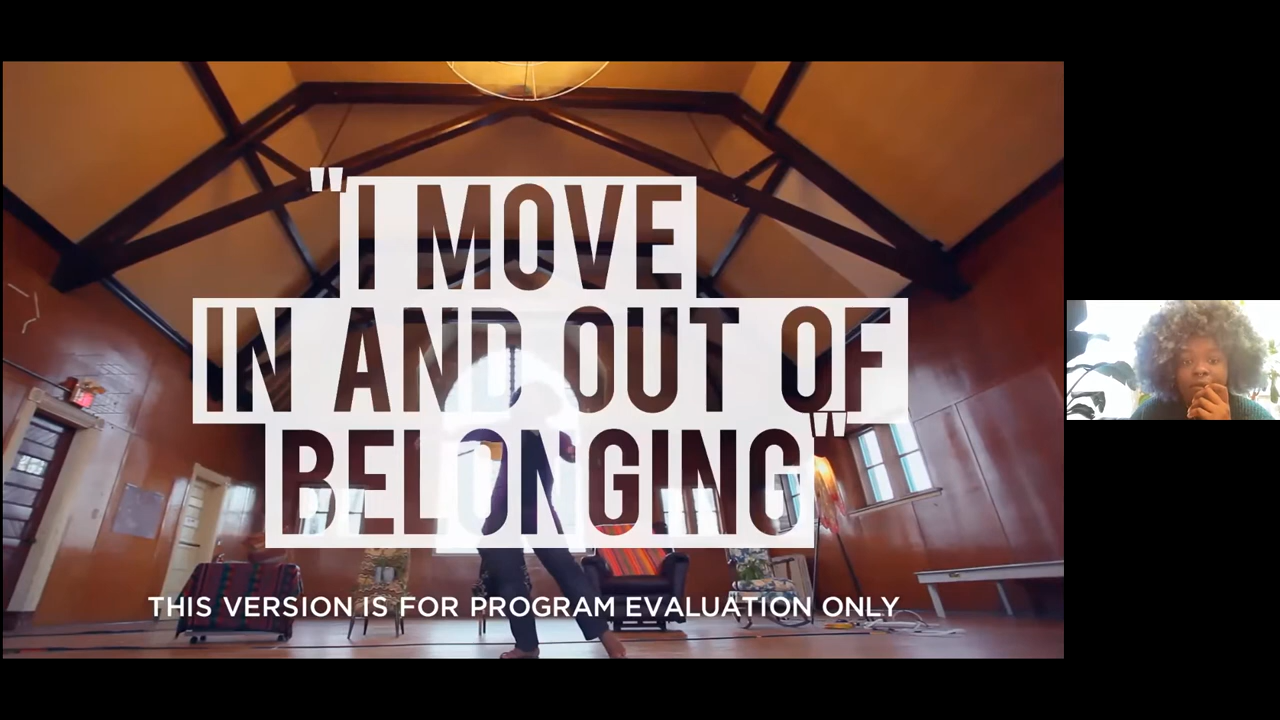 "I MOVE
IN AND OUT OF
BELONGING"
THIS VERSION IS FOR PROGRAM EVALUATION ONLY